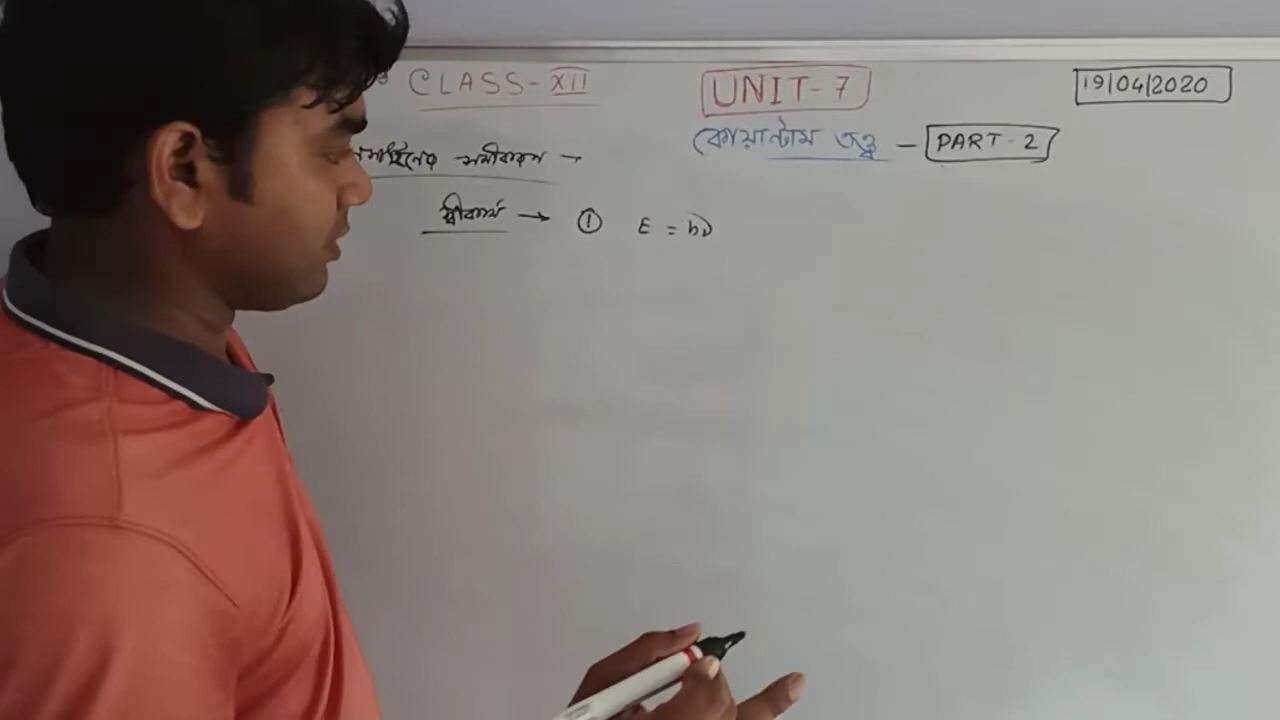 CLASS-XII
UNIT-7
19/04/2020
কোয়ান্টাম তত্ত্ব – PART-2
সমীকরণ →
স্বীকার্য → ① E = hν